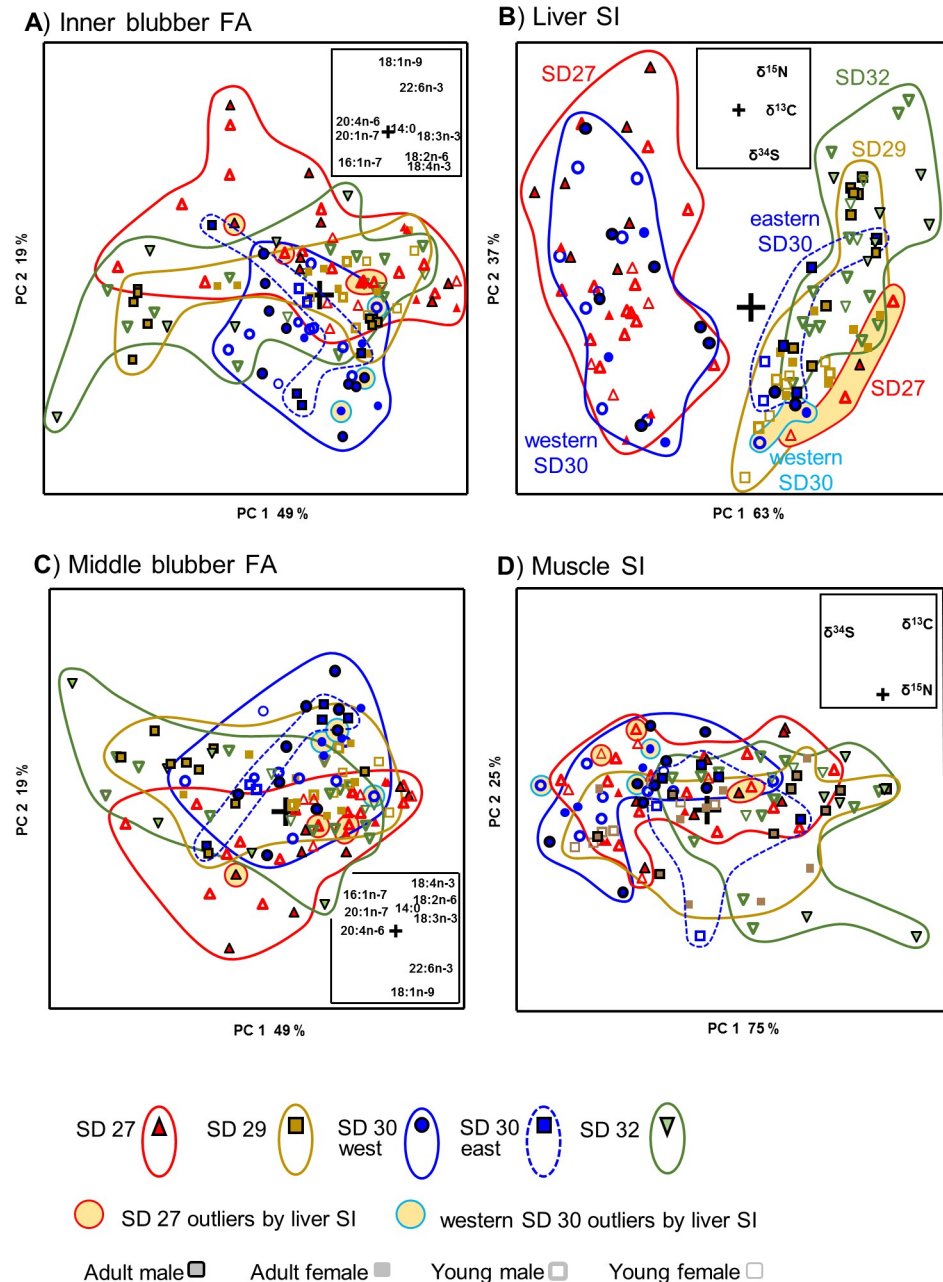 A) Inner blubber FA
18:1n-9
22:6n-3
20:4n-6
14:0
20:1n-7
18:3n-3
16:1n-7
18:2n-6
18:4n-3
PC 2 19 %
PC 1 49 %
B) Liver SI
SD27
δ15N
δ13C
δ34S
SD32
SD29
eastern
SD30
PC 2 37 %
SD27
western
SD30
western
SD30
PC 1 63 %
C) Middle blubber FA
PC 2 19 %
18:4n-3
16:1n-7
18:2n-6
14:0
20:1n-7
18:3n-3
20:4n-6
22:6n-3
18:1n-9
PC 1 49 %
D) Muscle SI
δ34S
δ13C
δ15N
PC 2 25 %
PC 1 75 %
SD 27 SD 29 SD 30 SD 30 SD 32
west east
SD 27 outliers by liver SI western SD 30 outliers by liver SI
Adult male Adult female Young male Young female